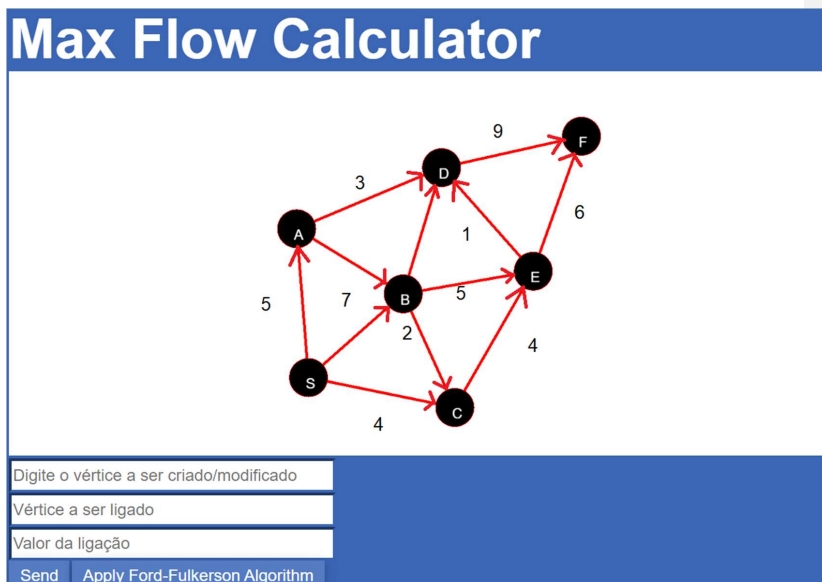 Max Flow Calculator
9
F
D
3
6
A
1
E
7
B
5
5
2
4
S
C
4
Digite o vértice a ser criado/modificado
Vértice a ser ligado
Valor da ligação
Send Apply Ford-Fulkerson Algorithm